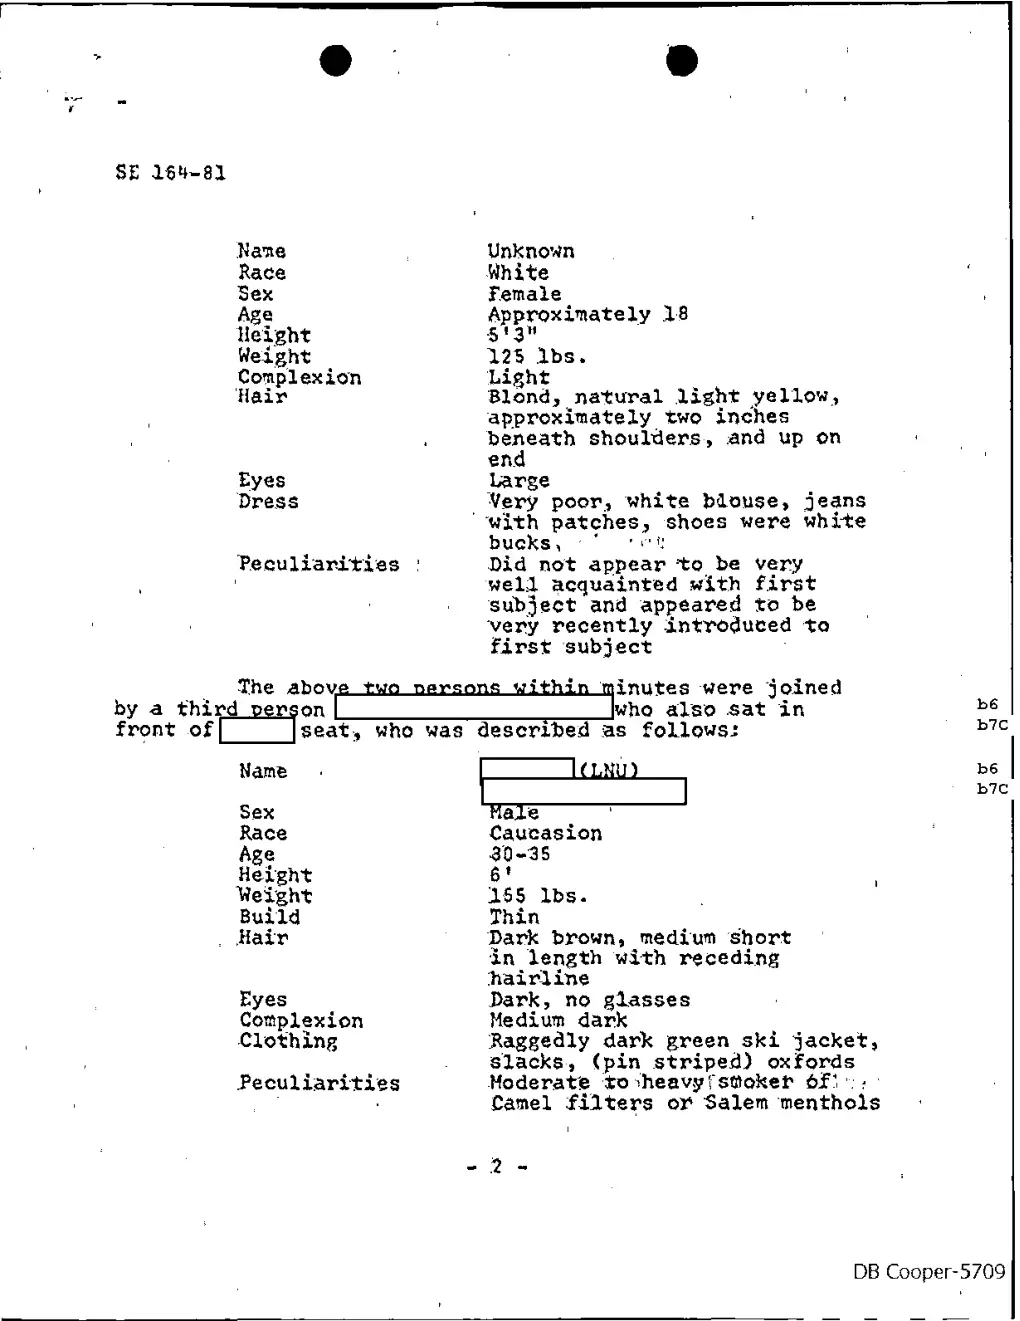 SE 164-81
Name Unknown
Race White
Sex Female
Age Approximately 18
Height 5'3"
Weight 125 lbs.
Complexion Light
Hair Blond, natural light yellow,
approximately two inches
beneath shoulders, and up on
end
Eyes Large
Dress Very poor, white blouse, jeans
with patches, shoes were white
bucks,
Peculiarities Did not appear to be very
well acquainted with first
subject and appeared to be
very recently introduced to
first subject
The above two persons within minutes were joined
by a third person who also sat in b6
front of seat, who was described as follows: b7C
Name (LNU) b6
b7C
Sex Male
Race Caucasion
Age 30-35
Height 6'
Weight 155 lbs.
Build Thin
Hair Dark brown, medium short
in length with receding
hairline
Eyes Dark, no glasses
Complexion Medium dark
Clothing Raggedly dark green ski jacket,
slacks, (pin striped) oxfords
Peculiarities Moderate to heavy smoker of
Camel filters or Salem menthols
- 2 -
DB Cooper-5709